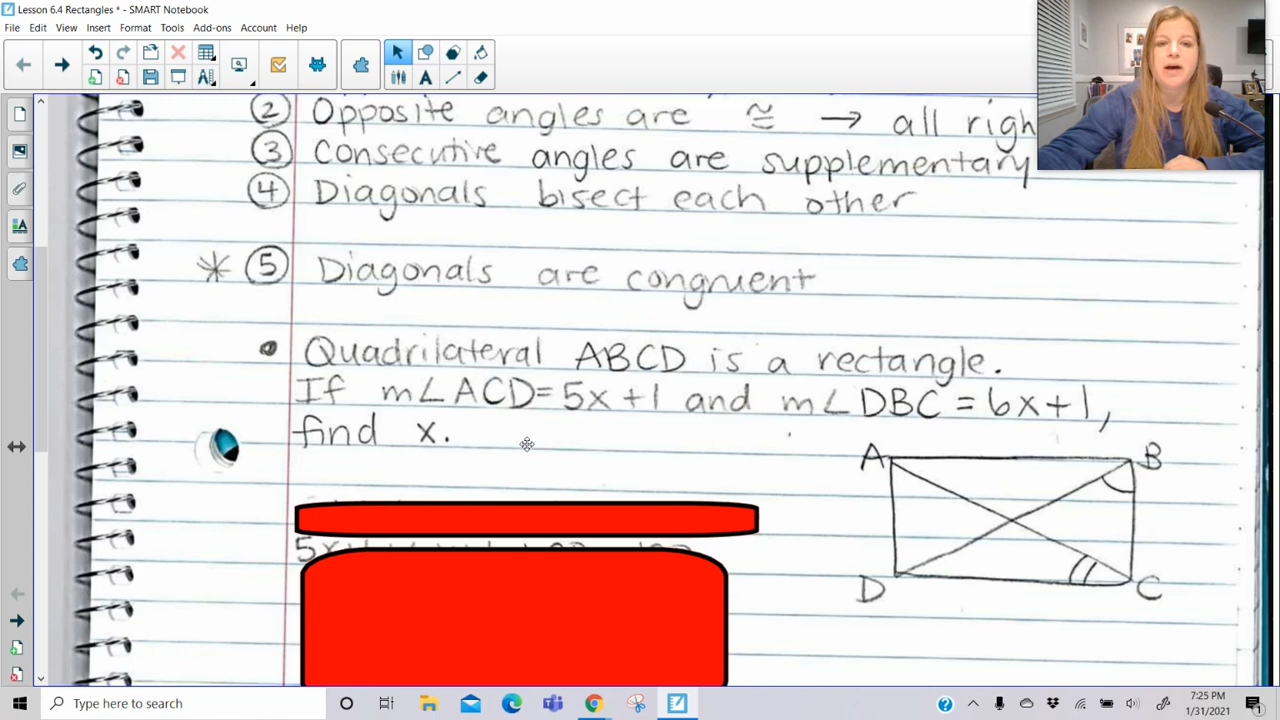 Lesson 6.4 Rectangles * - SMART Notebook
File Edit View Insert Format Tools Add-ons Account Help
② Opposite angles are ≅ → all
③ Consecutive angles are supplementary
④ Diagonals bisect each other
* ⑤ Diagonals are congruent
• Quadrilateral ABCD is a rectangle.
If m∠ACD=5x+1 and m∠DBC=6x+1,
find x.
A B
D C
Type here to search
7:25 PM
1/31/2021